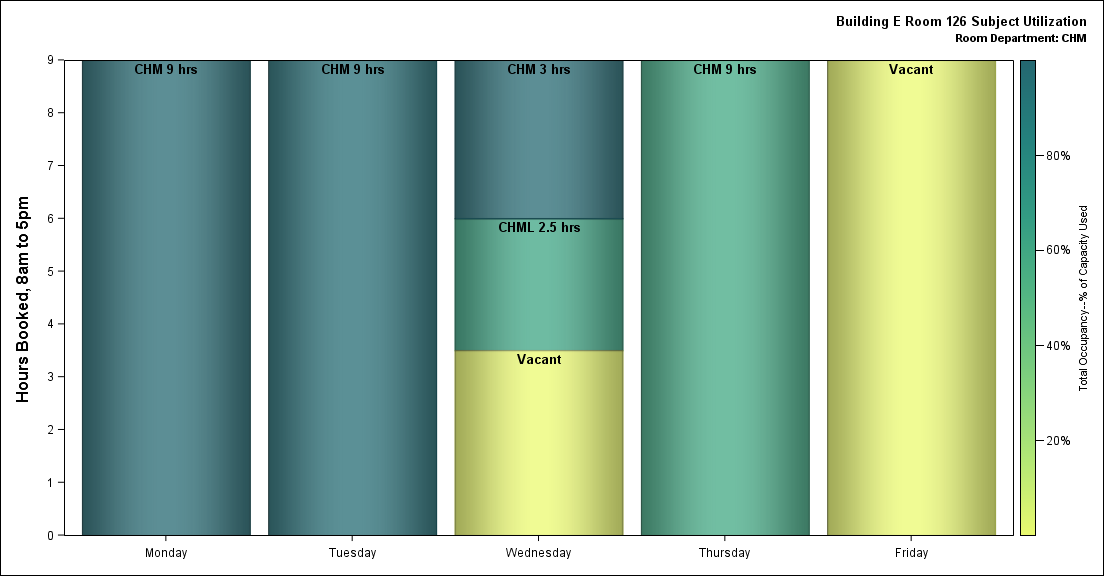 Building E Room 126 Subject Utilization
Room Department: CHM
Hours Booked, 8am to 5pm
9
8
7
6
5
4
3
2
1
0
CHM 9 hrs
CHM 9 hrs
CHM 3 hrs
CHML 2.5 hrs
Vacant
CHM 9 hrs
Vacant
Monday
Tuesday
Wednesday
Thursday
Friday
80%
60%
40%
20%
Total Occupancy--% of Capacity Used